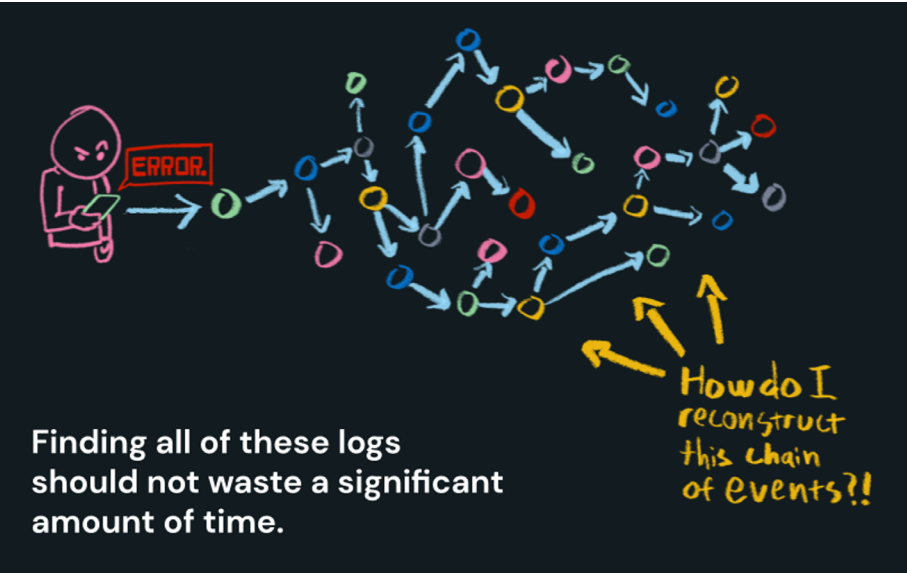 ERROR.
How do I
reconstruct
this chain
of events?!
Finding all of these logs
should not waste a significant
amount of time.